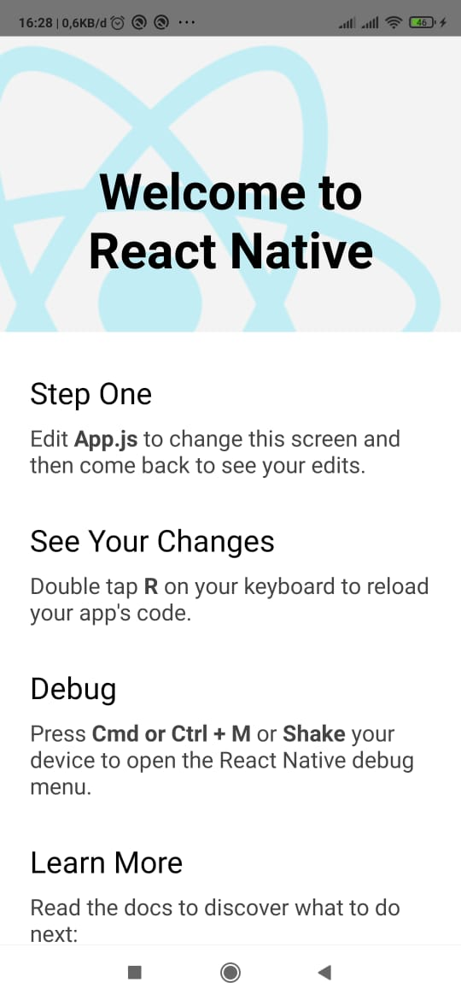 16:28 | 0,6KB/d
46
Welcome to
React Native
Step One
Edit App.js to change this screen and
then come back to see your edits.
See Your Changes
Double tap R on your keyboard to reload
your app's code.
Debug
Press Cmd or Ctrl + M or Shake your
device to open the React Native debug
menu.
Learn More
Read the docs to discover what to do
next: